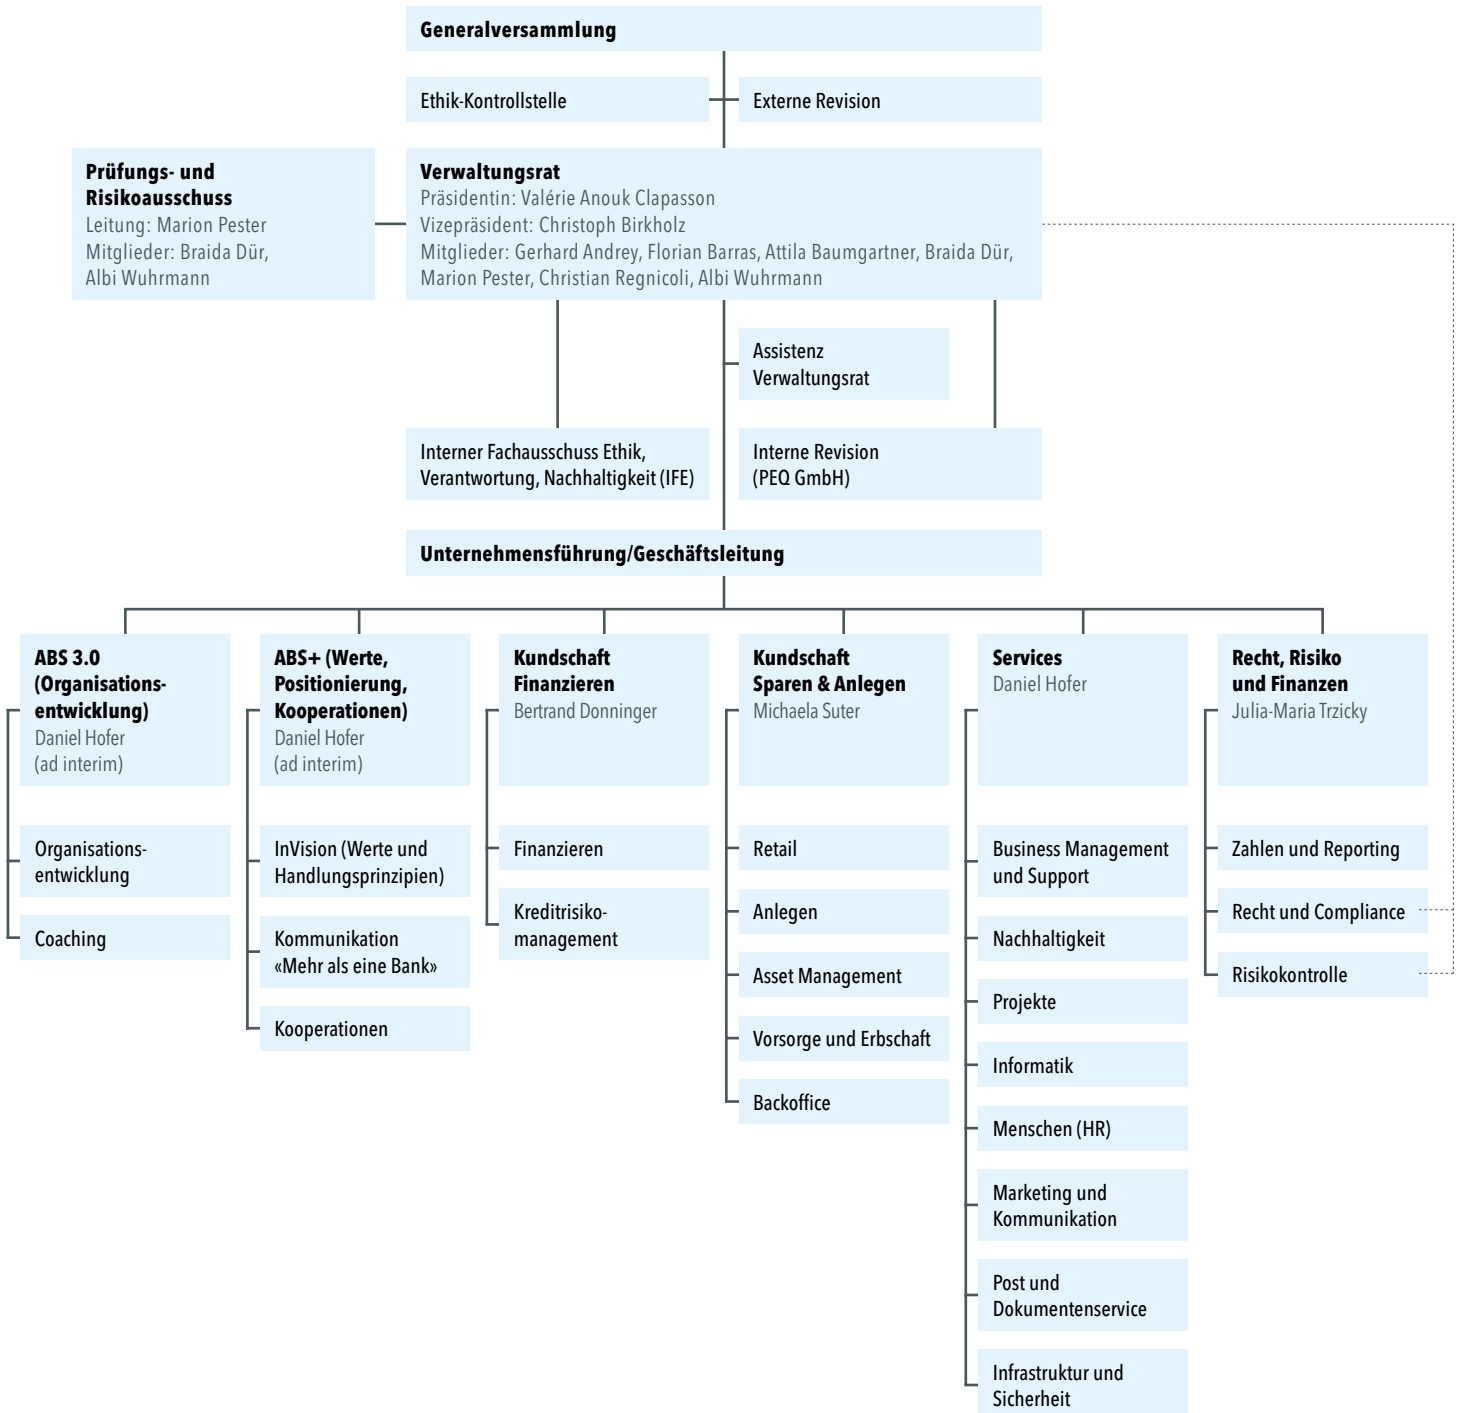 Generalversammlung
Ethik-Kontrollstelle
Externe Revision
Prüfungs- und
Risikoausschuss
Leitung: Marion Pester
Mitglieder: Braida Dür,
Albi Wuhrmann
Verwaltungsrat
Präsidentin: Valérie Anouk Clapasson
Vizepräsident: Christoph Birkholz
Mitglieder: Gerhard Andrey, Florian Barras, Attila Baumgartner, Braida Dür,
Marion Pester, Christian Regnicoli, Albi Wuhrmann
Assistenz
Verwaltungsrat
Interner Fachausschuss Ethik,
Verantwortung, Nachhaltigkeit (IFE)
Interne Revision
(PEQ GmbH)
Unternehmensführung/Geschäftsleitung
ABS 3.0
(Organisations-
entwicklung)
Daniel Hofer
(ad interim)
Organisations-
entwicklung
Coaching
ABS+ (Werte,
Positionierung,
Kooperationen)
Daniel Hofer
(ad interim)
InVision (Werte und
Handlungsprinzipien)
Kommunikation
«Mehr als eine Bank»
Kooperationen
Kundschaft
Finanzieren
Bertrand Donninger
Finanzieren
Kreditrisiko-
management
Kundschaft
Sparen & Anlegen
Michaela Suter
Retail
Anlegen
Asset Management
Vorsorge und Erbschaft
Backoffice
Services
Daniel Hofer
Business Management
und Support
Nachhaltigkeit
Projekte
Informatik
Menschen (HR)
Marketing und
Kommunikation
Post und
Dokumentenservice
Infrastruktur und
Sicherheit
Recht, Risiko
und Finanzen
Julia-Maria Trzicky
Zahlen und Reporting
Recht und Compliance
Risikokontrolle